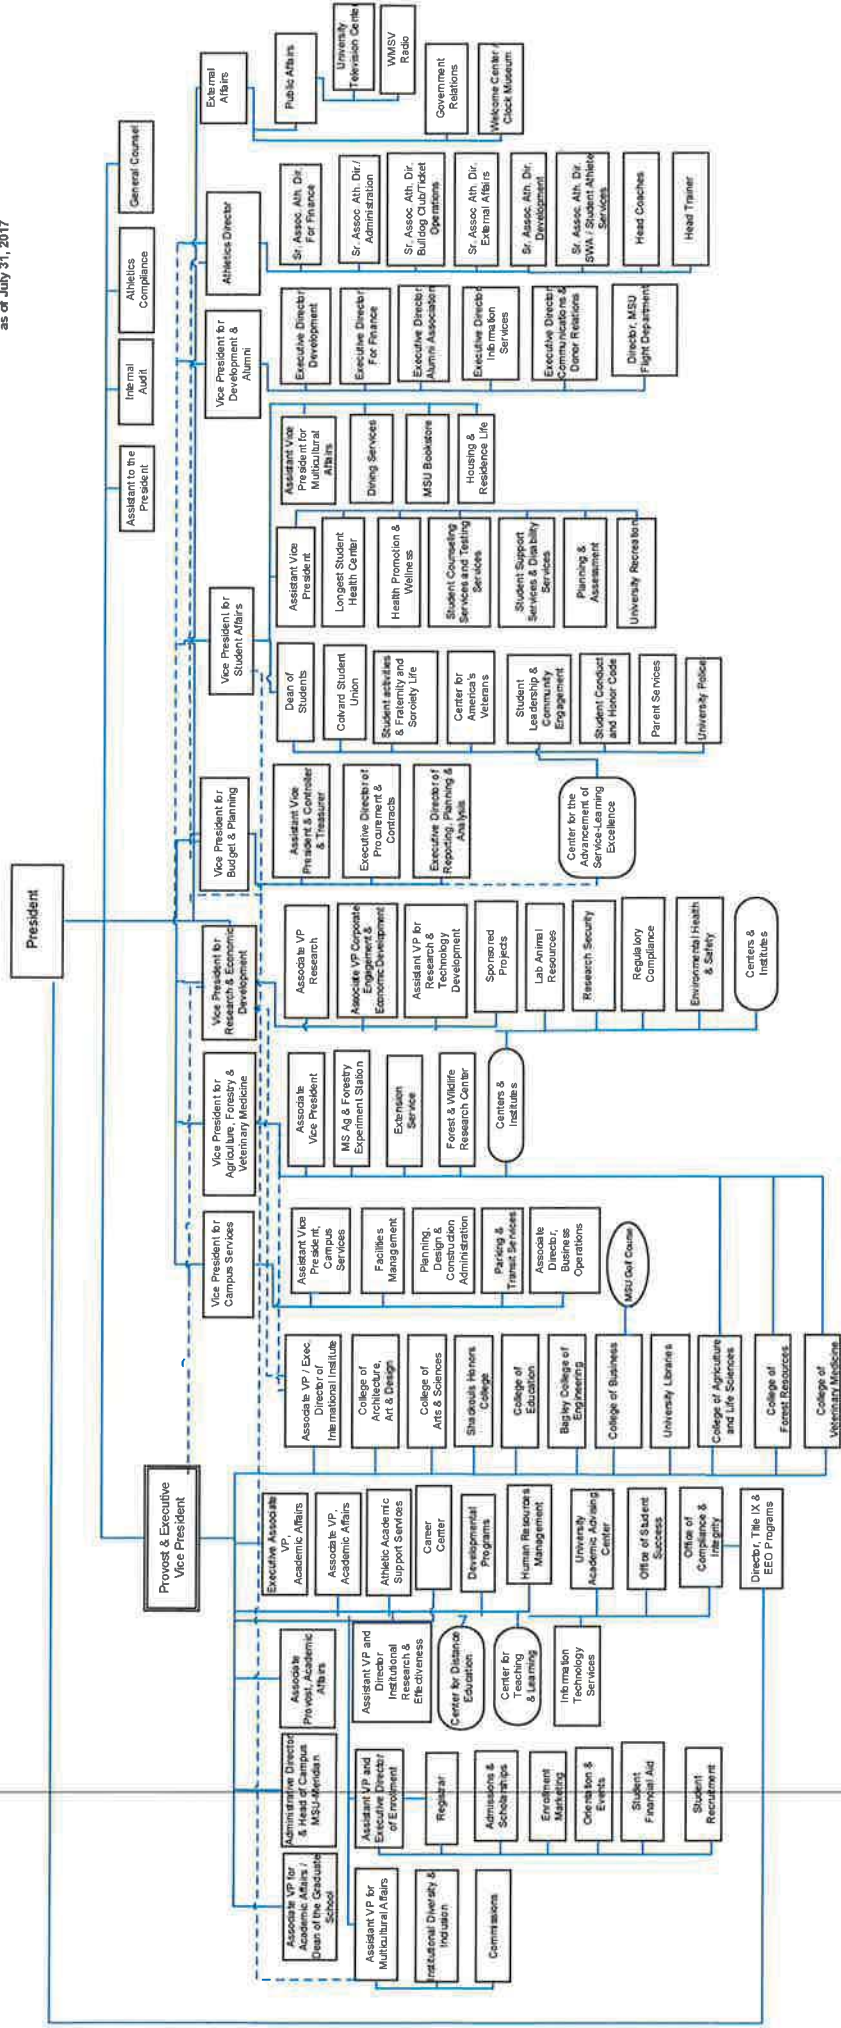 as of July 31, 2017
President
Assistant to the
President
Internal
Audit
Athletics
Compliance
General Counsel
Provost & Executive
Vice President
Vice President for
Campus Services
Vice President for
Agriculture, Forestry &
Veterinary Medicine
Vice President for
Research & Economic
Development
Vice President for
Budget & Planning
Vice President for
Student Affairs
Vice President for
Development &
Alumni
Athletics Director
External
Affairs
Associate VP for
Academic Affairs /
Dean of the Graduate
School
Administrative Director
& Head of Campus
MSU-Meridian
Associate
Provost, Academic
Affairs
Executive Associate
VP,
Academic Affairs
Associate VP,
Academic Affairs
Athletic Academic
Support Services
Career
Center
Developmental
Programs
Human Resources
Management
University
Academic Advising
Center
Office of Student
Success
Office of
Compliance &
Integrity
Director, Title IX &
EEO Programs
Assistant VP for
Multicultural Affairs
Institutional Diversity &
Inclusion
Commissions
Assistant VP and
Executive Director
of Enrolment
Registrar
Admissions &
Scholarships
Enrollment
Marketing
Orientation &
Events
Student
Financial Aid
Student
Recruitment
Assistant VP and
Director
Institutional
Research &
Effectiveness
Center for Distance
Education
Center for
Teaching
& Learning
Information
Technology
Services
Associate VP / Exec.
Director of
International Institute
College of
Architecture,
Art & Design
College of
Arts & Sciences
Shackouls Honors
College
College of
Education
Bagley College of
Engineering
College of Business
MSU Golf Course
University Libraries
College of Agriculture
and Life Sciences
College of
Forest Resources
College of
Veterinary Medicine
Assistant Vice
President,
Campus
Services
Facilities
Management
Planning,
Design &
Construction
Administration
Parking &
Transit Services
Associate
Director,
Business
Operations
Associate
Vice President
MS Ag & Forestry
Experiment Station
Extension
Service
Forest & Wildlife
Research Center
Centers &
Institutes
Associate VP
Research
Associate VP Corporate
Engagement &
Economic Development
Assistant VP for
Research &
Technology
Development
Sponsored
Projects
Lab Animal
Resources
Research Security
Regulatory
Compliance
Environmental Health
& Safety
Centers &
Institutes
Assistant Vice
President & Controller
& Treasurer
Executive Director of
Procurement &
Contracts
Executive Director of
Reporting, Planning &
Analysis
Center for the
Advancement of
Service-Learning
Excellence
Dean of
Students
Colvard Student
Union
Student activities
& Fraternity and
Sorolety Life
Center for
America's
Veterans
Student
Leadership &
Community
Engagement
Student Conduct
and Honor Code
Parent Services
University Police
Assistant Vice
President
Longest Student
Health Center
Health Promotion &
Wellness
Student Counseling
Services and Testing
Services
Student Support
Services & Disability
Services
Planning &
Assessment
University Recreation
Assistant Vice
President for
Multicultural
Affairs
Dining Services
MSU Bookstore
Housing &
Residence Life
Executive Director
Development
Executive Director
For Finance
Executive Director
Alumni Association
Executive Director
Information
Services
Executive Director
Communications &
Donor Relations
Director, MSU
Flight Department
Sr. Assoc. Ath. Dir.
For Finance
Sr. Assoc. Ath. Dir./
Administration
Sr. Assoc. Ath. Dir.
Bulldog Club/Ticket
Operations
Sr. Assoc. Ath. Dir.
External Affairs
Sr. Assoc. Ath. Dir.
Development
Sr. Assoc. Ath. Dir.
SWA / Student Athlete
Services
Head Coaches
Head Trainer
Public Affairs
University
Television Center
WMSV
Radio
Government
Relations
Welcome Center /
Clock Museum